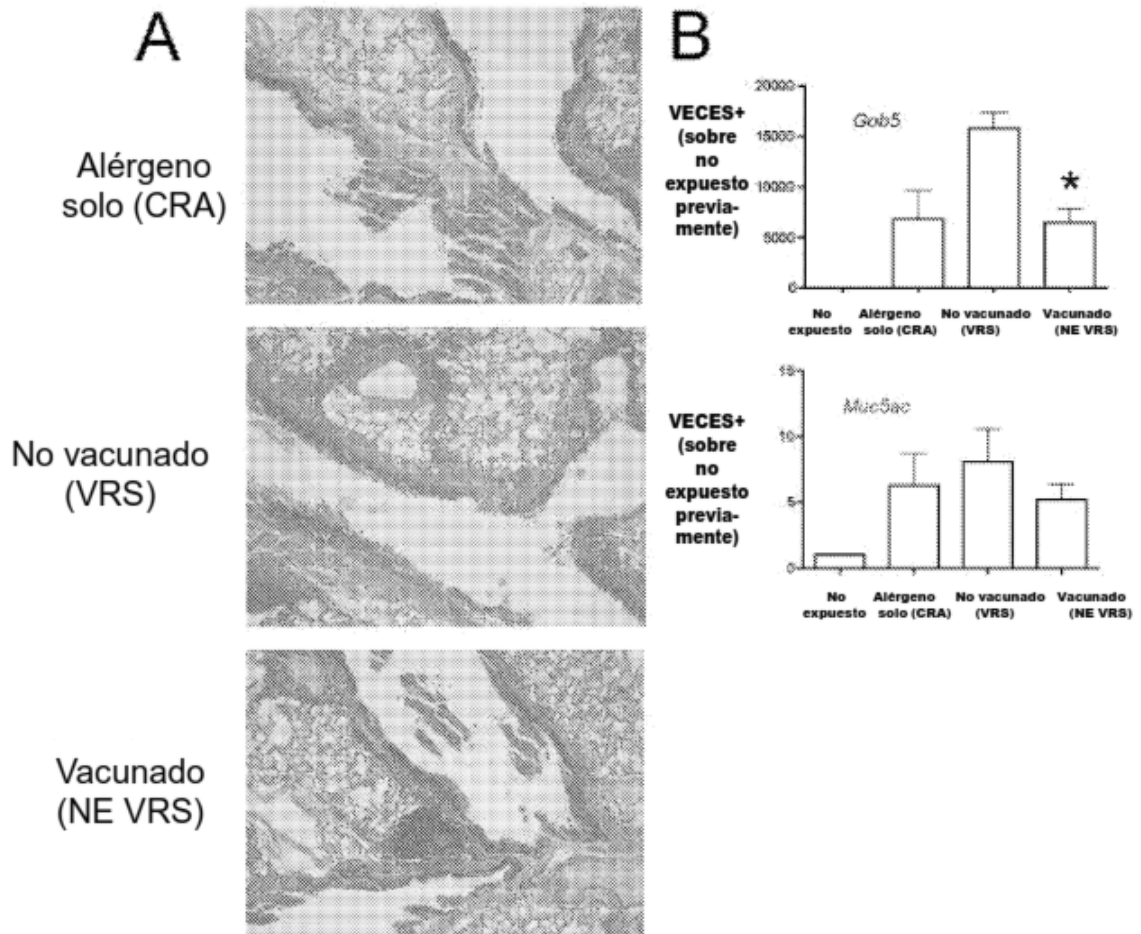 A
Alérgeno
solo (CRA)
No vacunado
(VRS)
Vacunado
(NE VRS)
B
VECES+
(sobre
no
expuesto
previa-
mente)
20000
15000
10000
5000
0
Gob5
*
No
expuesto
Alérgeno
solo (CRA)
No vacunado
(VRS)
Vacunado
(NE VRS)
VECES+
(sobre
no
expuesto
previa-
mente)
15
10
5
0
Muc5ac
No
expuesto
Alérgeno
solo (CRA)
No vacunado
(VRS)
Vacunado
(NE VRS)